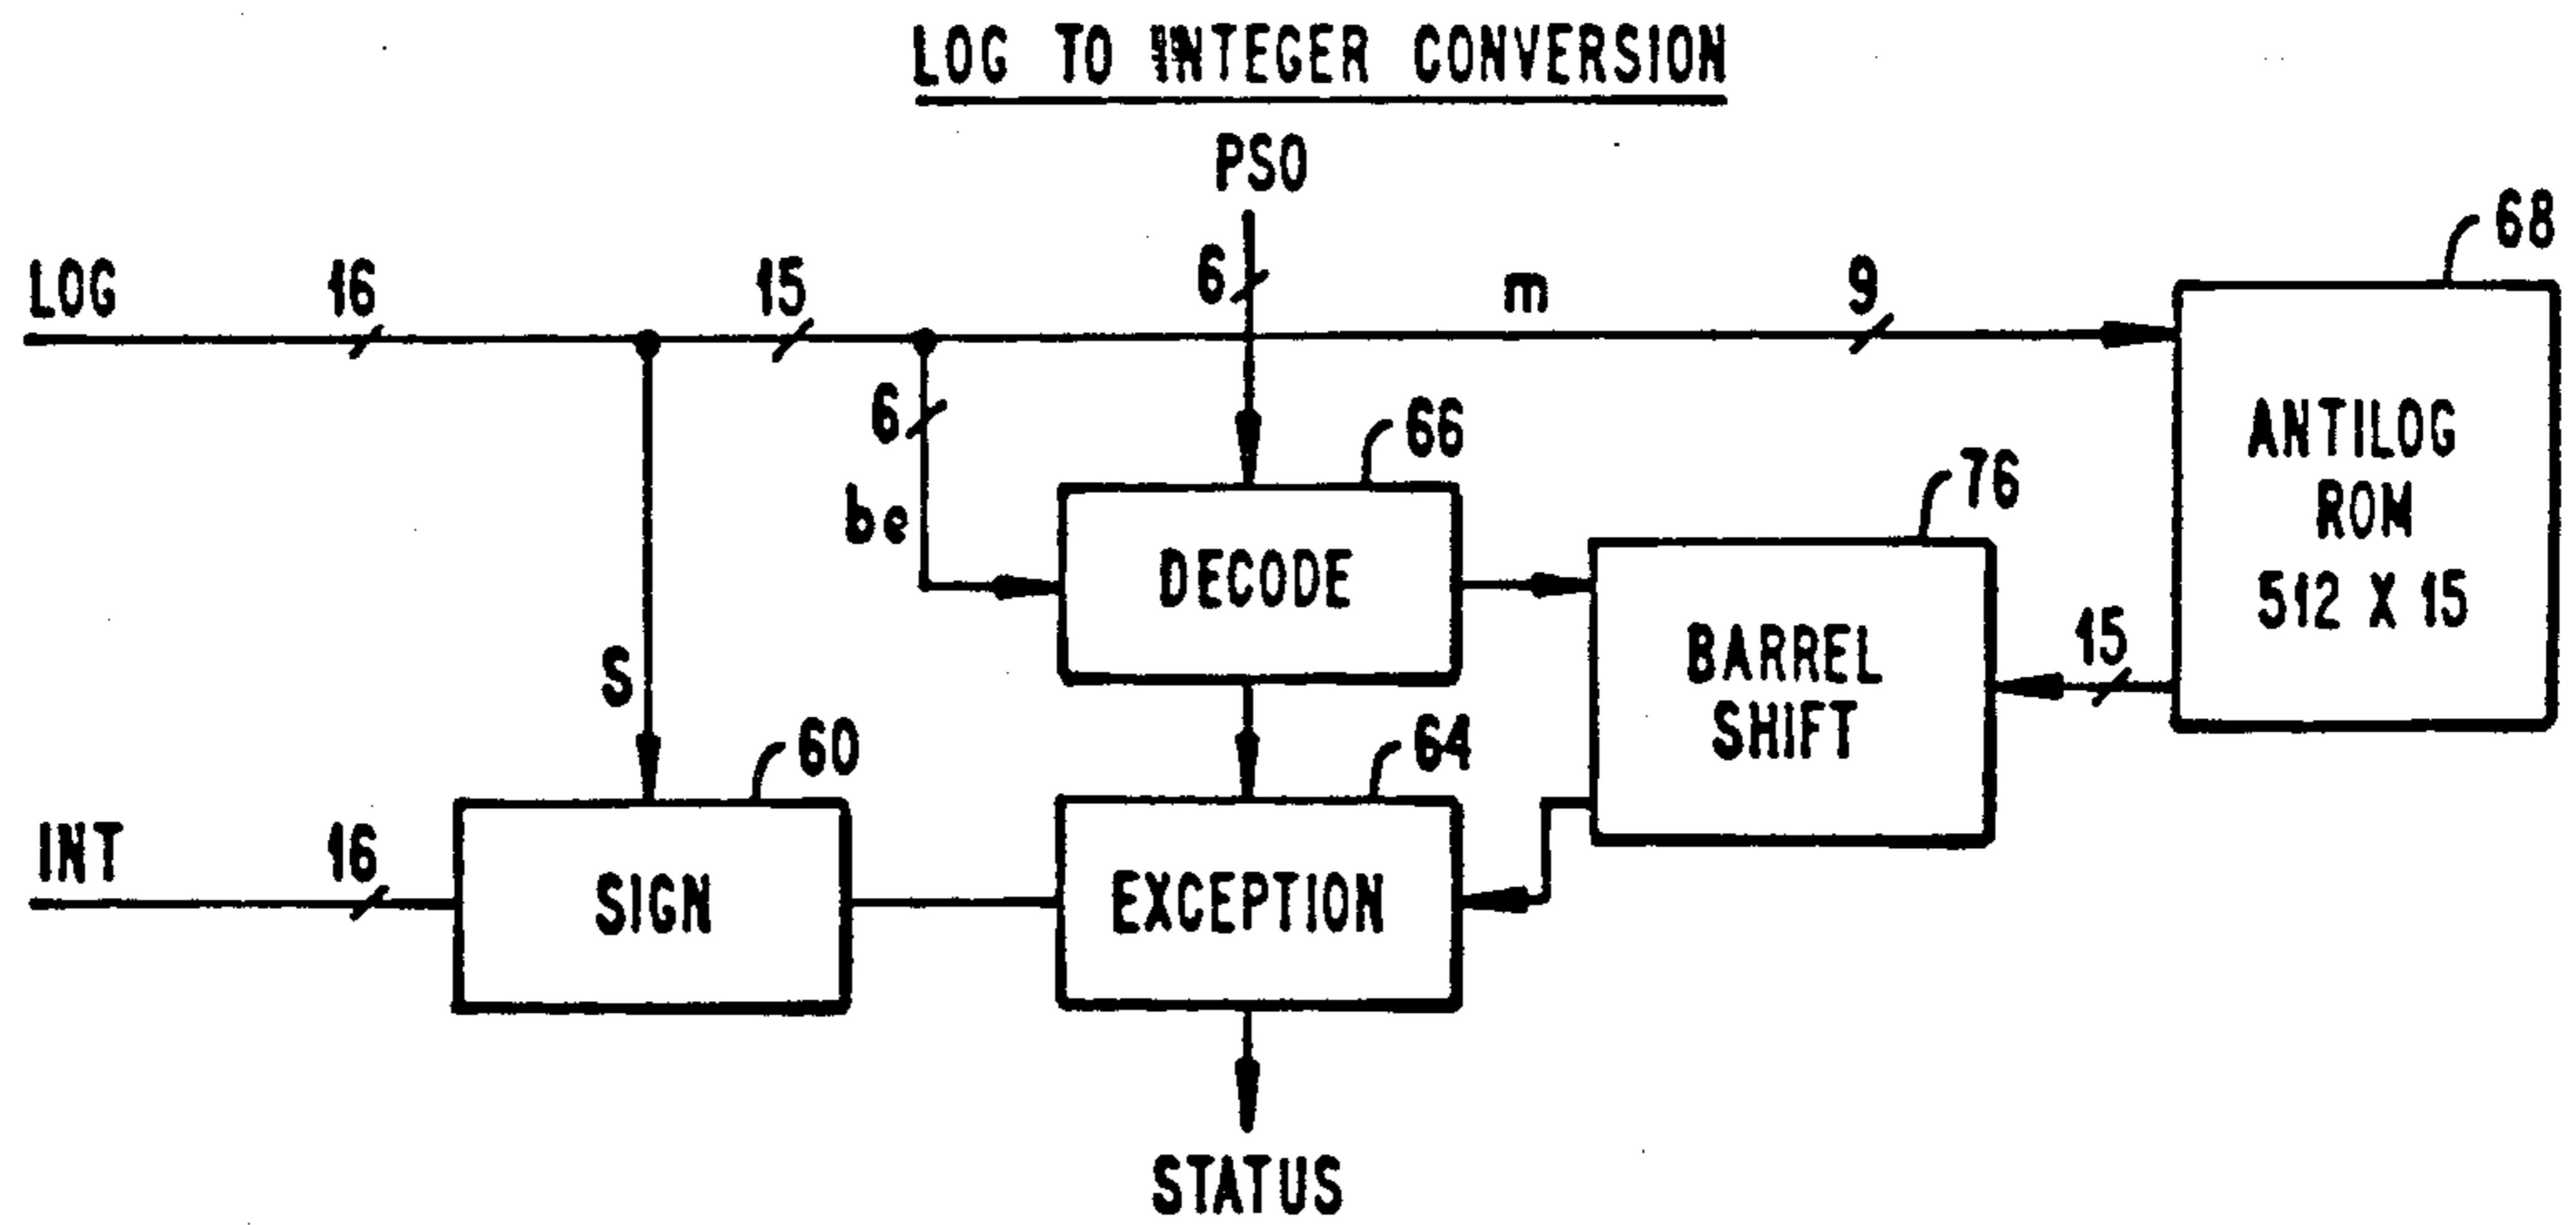 LOG TO INTEGER CONVERSION
PSO
68
LOG
16
15
6
m
9
6
66
be
ANTILOG
ROM
512 X 15
76
DECODE
BARREL
SHIFT
15
S
60
64
INT
16
SIGN
EXCEPTION
STATUS